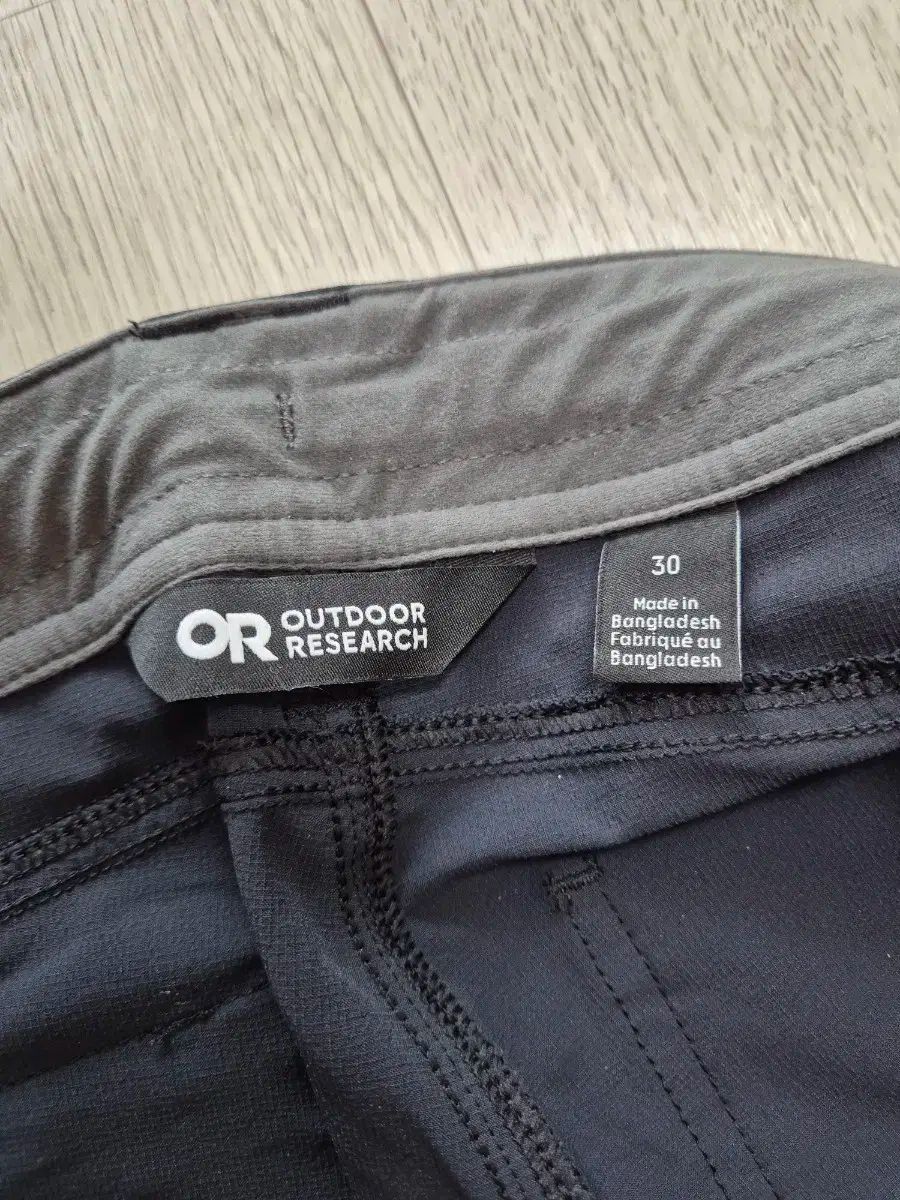 OR OUTDOOR
RESEARCH
30
Made in
Bangladesh
Fabriqué au
Bangladesh